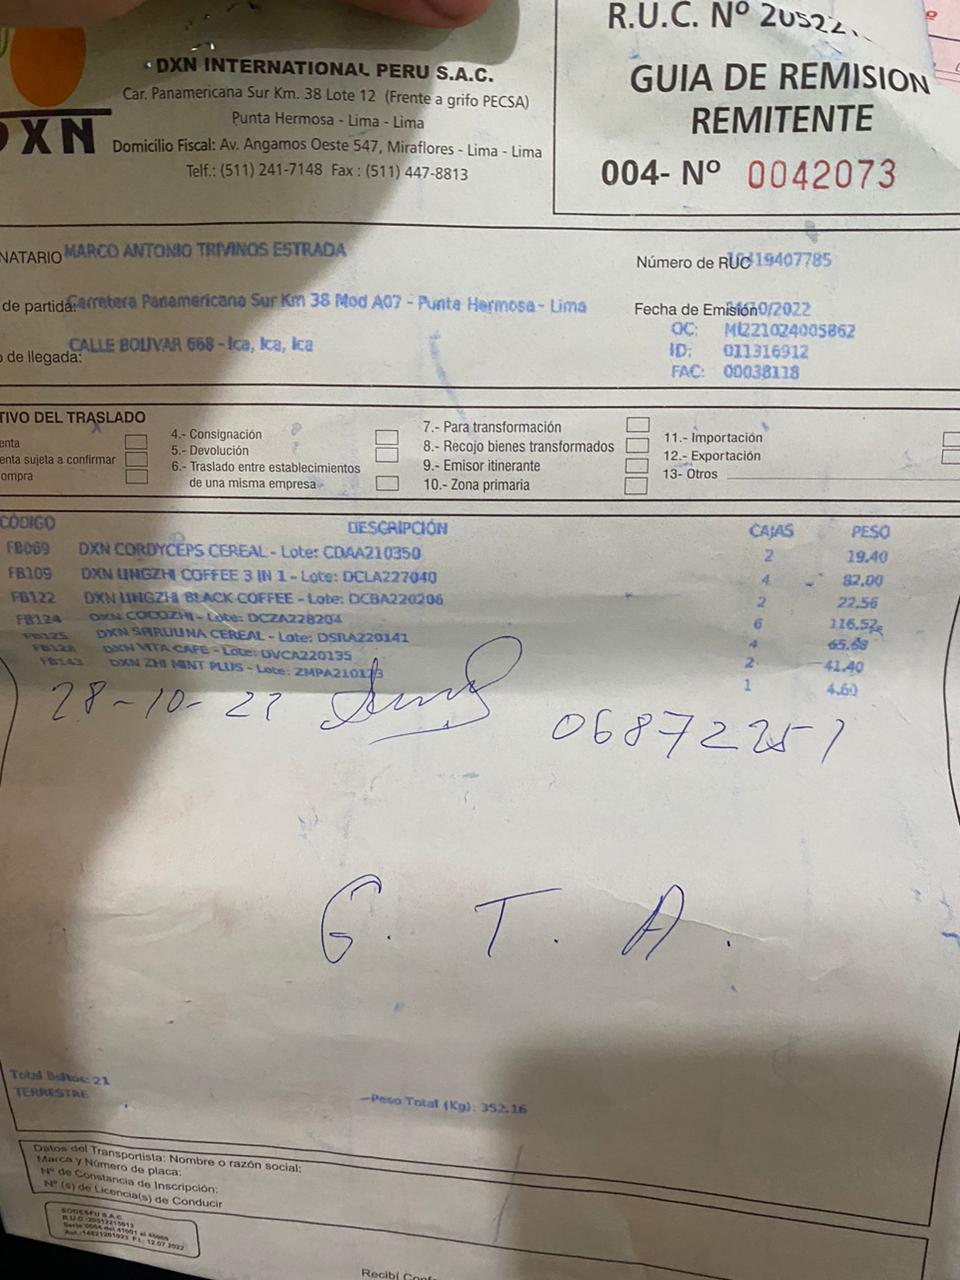 R.U.C. Nº 20522
DXN INTERNATIONAL PERU S.A.C.
Car. Panamericana Sur Km. 38 Lote 12 (Frente a grifo PECSA)
Punta Hermosa - Lima - Lima
Domicilio Fiscal: Av. Angamos Oeste 547, Miraflores - Lima - Lima
Telf.: (511) 241-7148 Fax : (511) 447-8813
DXN
GUIA DE REMISION
REMITENTE
004- Nº 0042073
NATARIO MARCO ANTONIO TRIVINOS ESTRADA
Número de RUC 19407785
de partida: Carretera Panamericana Sur Km 38 Mod A07 - Punta Hermosa - Lima
Fecha de Emisión 0/2022
o de llegada: CALLE BOLIVAR 668 - Ica, Ica, Ica
OC: MI221024005862
ID: 011316912
FAC: 00038118
TIVO DEL TRASLADO
enta
enta sujeta a confirmar
ompra
4.- Consignación
5.- Devolución
6.- Traslado entre establecimientos
de una misma empresa
7.- Para transformación
8.- Recojo bienes transformados
9.- Emisor itinerante
10.- Zona primaria
11.- Importación
12.- Exportación
13- Otros
CÓDIGO DESCRIPCIÓN CAJAS PESO
FB069 DXN CORDYCEPS CEREAL - Lote: CDAA210350 2 19.40
FB109 DXN LINGZHI COFFEE 3 IN 1 - Lote: DCLA227040 4 82.00
FB122 DXN LINGZHI BLACK COFFEE - Lote: DCBA220206 2 22.56
FB124 DXN COCOZHI - Lote: DCZA228204 6 116.52
FB125 DXN SPIRULINA CEREAL - Lote: DSRA220141 4 65.68
FB128 DXN VITA CAFE - Lote: DVCA220135 2 41.40
FB143 DXN ZHI MINT PLUS - Lote: 1 4.60
28-10-22
G. T. A.
Total Bultos: 21
TERRESTRE
Peso Total (Kg): 352.16
Datos del Transportista: Nombre o razón social:
Marca y Número de placa:
Nº de Constancia de Inscripción:
Nº (s) de Licencia(s) de Conducir
Recibí